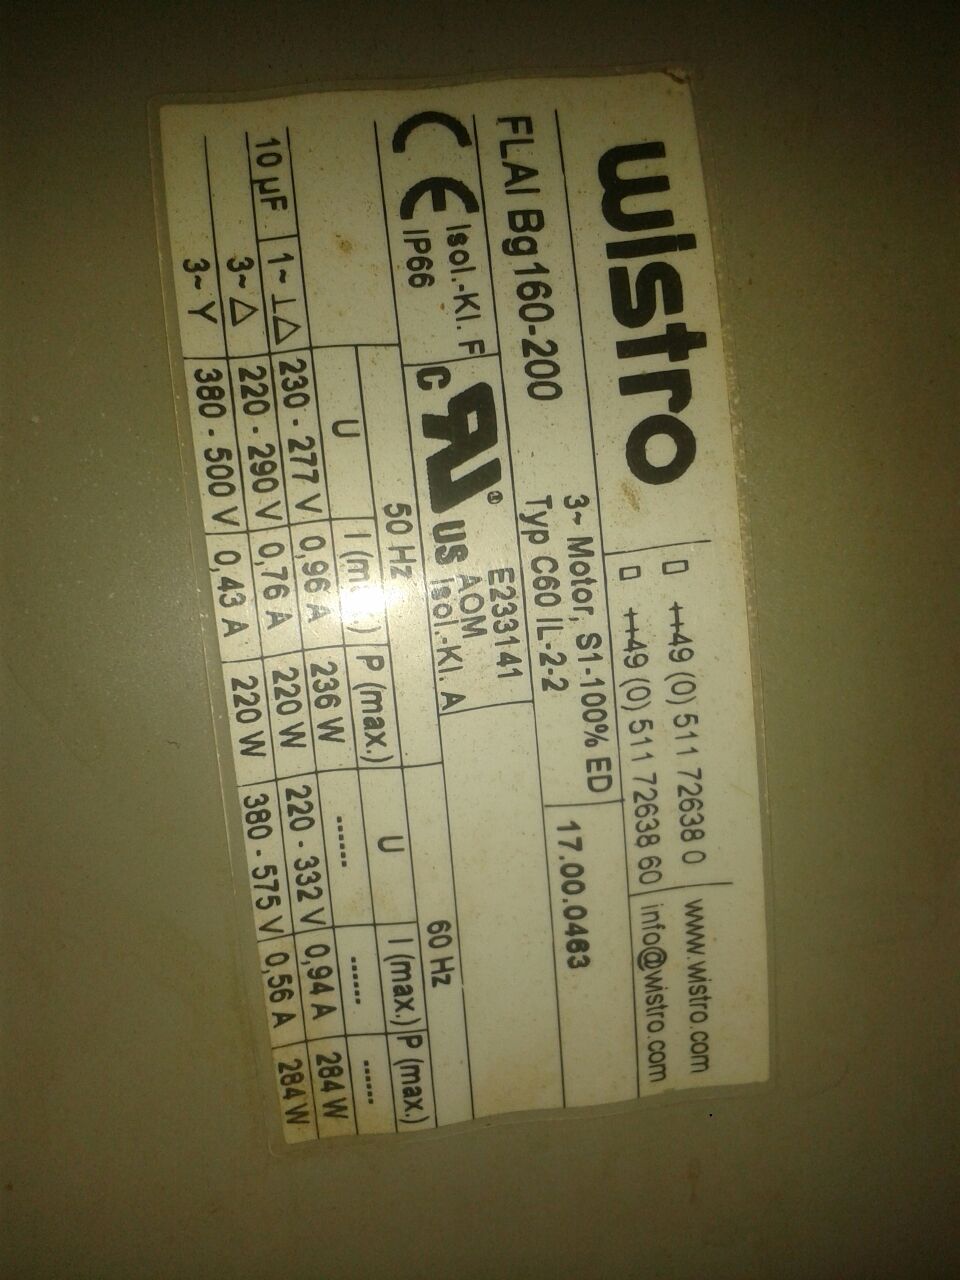 wistro
++49 (0) 511 72638 0 www.wistro.com
++49 (0) 511 72638 60 info@wistro.com
FLAI Bg160-200 3~ Motor, S1-100% ED 17.00.0463
Typ C60 IL-2-2
CE Isol.-Kl. F c UR® US E233141
IP66 AOM
Isol.-Kl. A
50 Hz 60 Hz
U I (m .) P (max.) U I (max.) P (max.)
10 µF 1~ ⊥ △ 230 - 277 V 0,96 A 236 W ...... ...... ......
3~ △ 220 - 290 V 0,76 A 220 W 220 - 332 V 0,94 A 284 W
3~ Y 380 - 500 V 0,43 A 220 W 380 - 575 V 0,56 A 284 W